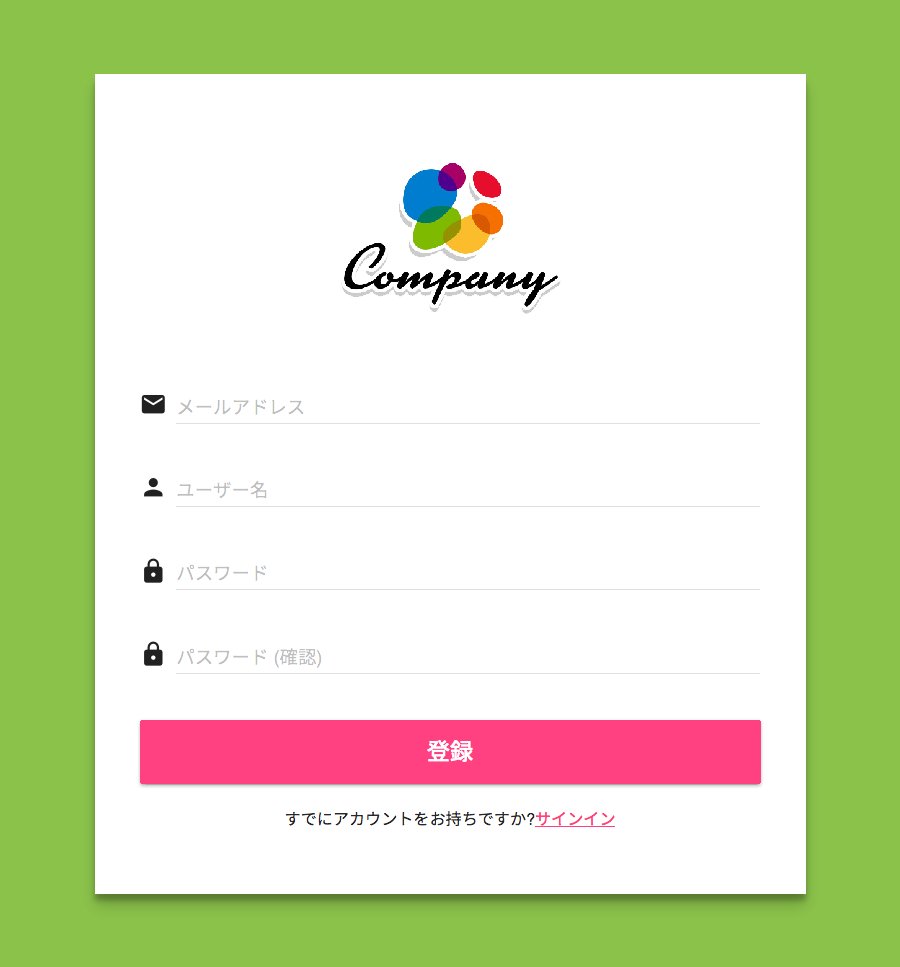 Company
メールアドレス
ユーザー名
パスワード
パスワード (確認)
登録
すでにアカウントをお持ちですか?サインイン